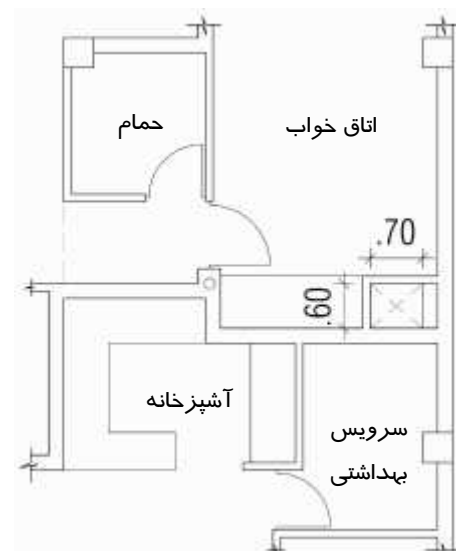 حمام
اتاق خواب
.70
.60
آشپزخانه
سرویس
بهداشتی